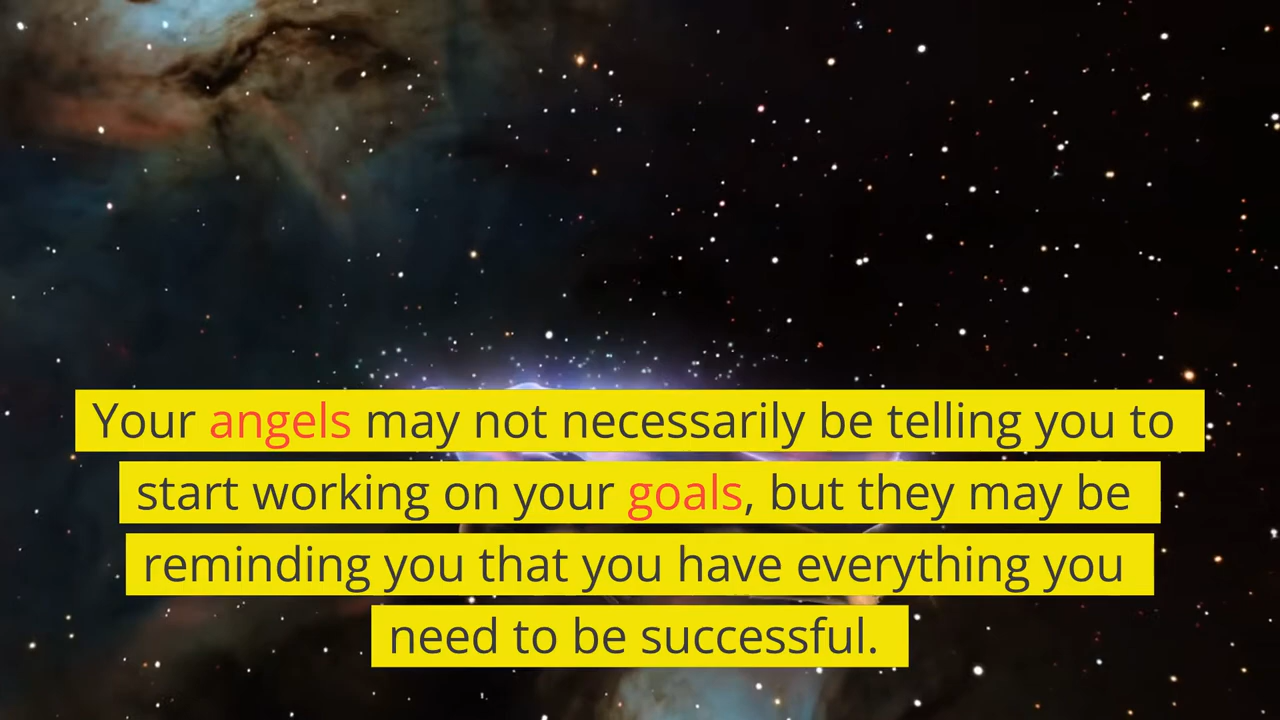 Your angels may not necessarily be telling you to
start working on your goals, but they may be
reminding you that you have everything you
need to be successful.